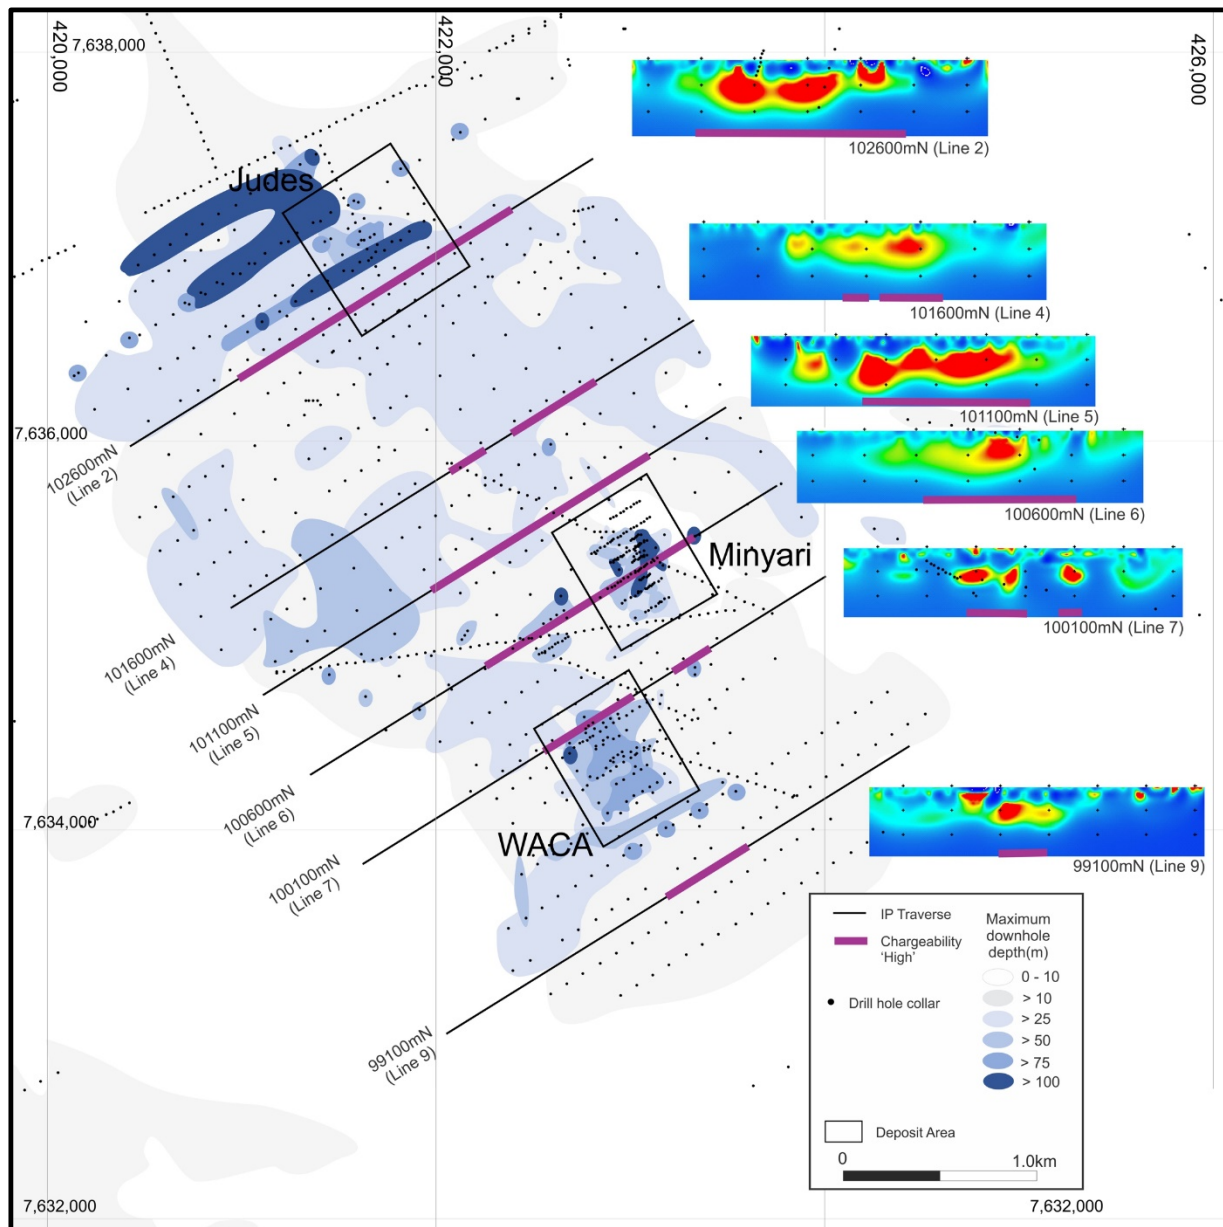 420,000
7,638,000
422,000
426,000
102600mN (Line 2)
Judes
101600mN (Line 4)
101100mN (Line 5)
7,636,000
102600mN
(Line 2)
100600mN (Line 6)
Minyari
100100mN (Line 7)
101600mN
(Line 4)
101100mN
(Line 5)
100600mN
(Line 6)
7,634,000
WACA
100100mN
(Line 7)
99100mN (Line 9)
99100mN
(Line 9)
IP Traverse
Chargeability
'High'
Drill hole collar
Maximum
downhole
depth(m)
0 - 10
> 10
> 25
> 50
> 75
> 100
Deposit Area
0
1.0km
7,632,000
7,632,000